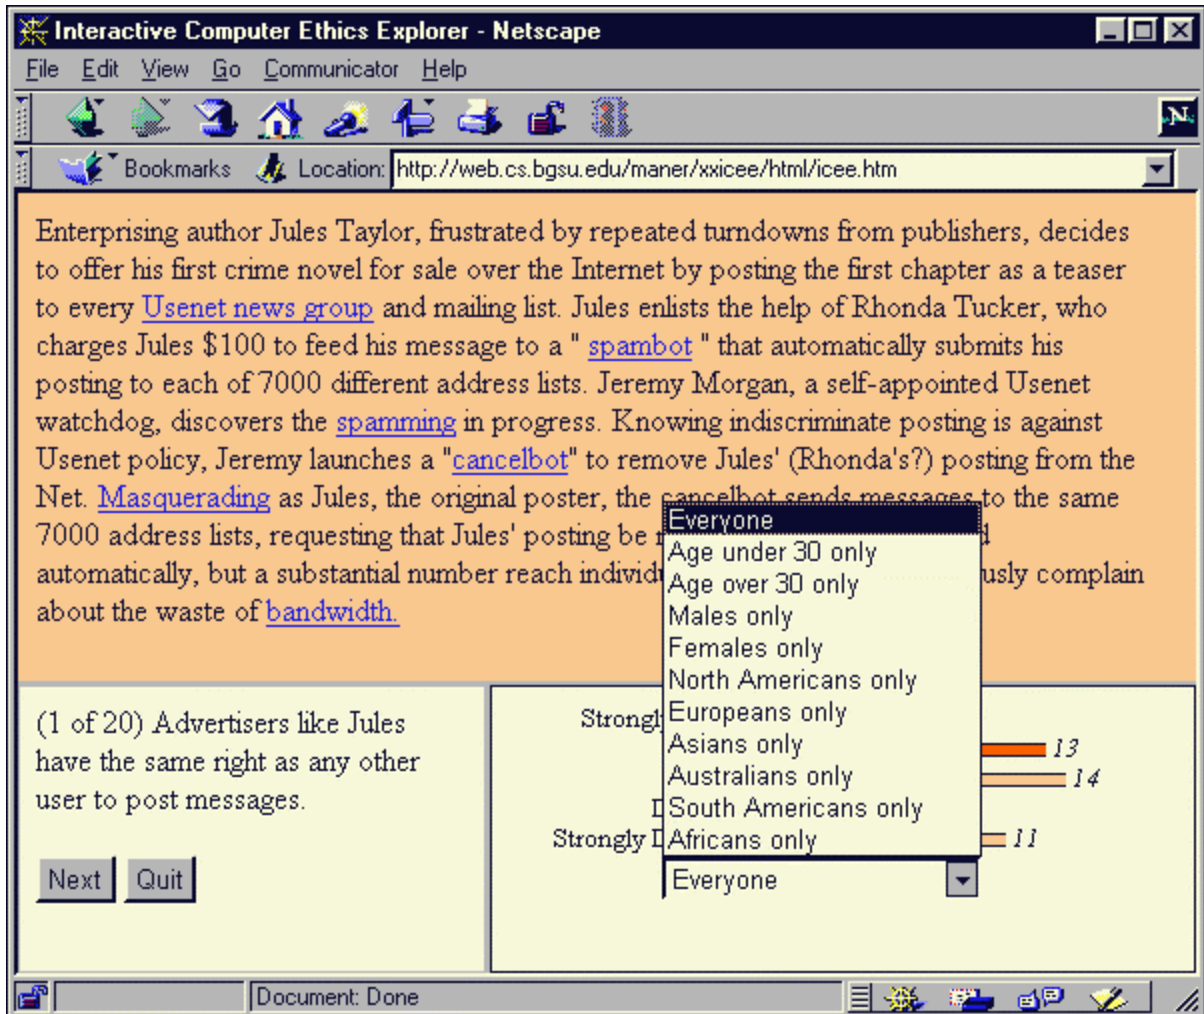 Interactive Computer Ethics Explorer - Netscape
File Edit View Go Communicator Help
Bookmarks Location: http://web.cs.bgsu.edu/maner/xxicee/html/icee.htm
Enterprising author Jules Taylor, frustrated by repeated turndowns from publishers, decides
to offer his first crime novel for sale over the Internet by posting the first chapter as a teaser
to every Usenet news group and mailing list. Jules enlists the help of Rhonda Tucker, who
charges Jules $100 to feed his message to a " spambot " that automatically submits his
posting to each of 7000 different address lists. Jeremy Morgan, a self-appointed Usenet
watchdog, discovers the spamming in progress. Knowing indiscriminate posting is against
Usenet policy, Jeremy launches a "cancelbot" to remove Jules' (Rhonda's?) posting from the
Net. Masquerading as Jules, the original poster, the cancelbot sends messages to the same
7000 address lists, requesting that Jules' posting be
automatically, but a substantial number reach complain
about the waste of bandwidth.
Everyone
Age under 30 only
Age over 30 only
Males only
Females only
North Americans only
Europeans only
Asians only
Australians only
South Americans only
Africans only
Everyone
(1 of 20) Advertisers like Jules
have the same right as any other
user to post messages.
Next Quit
13
14
Strongly
11
Document: Done